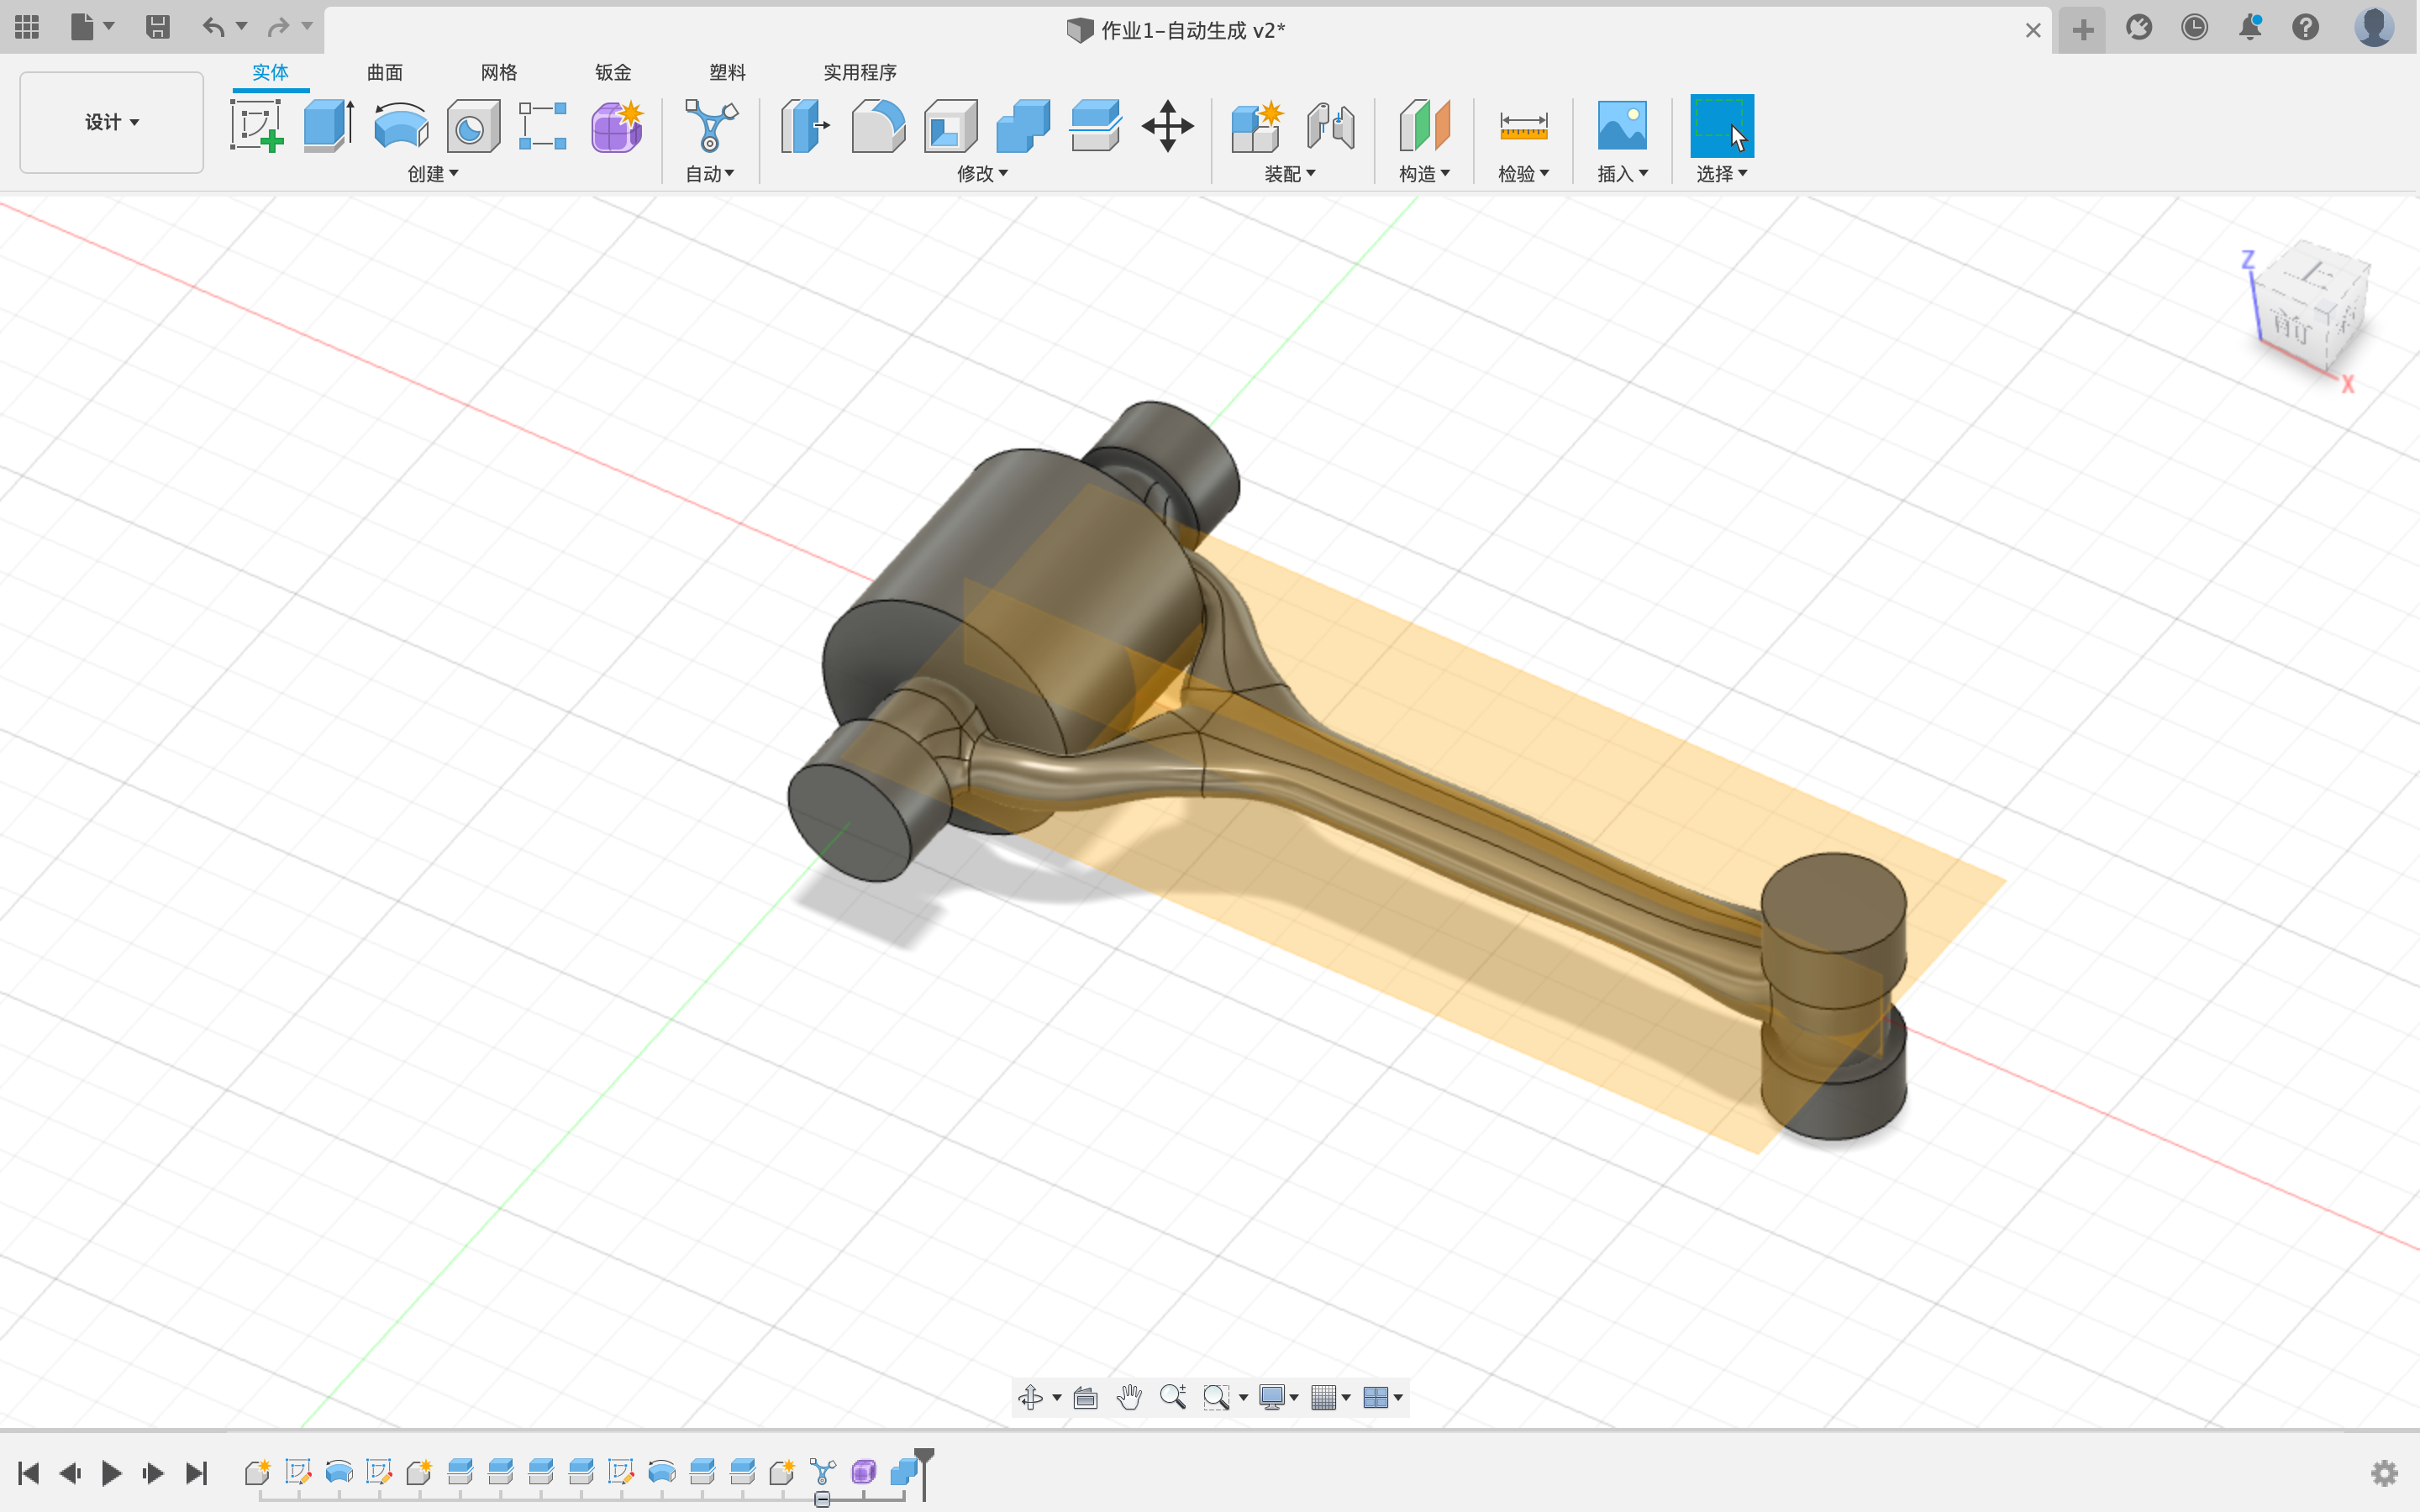 作业1-自动生成 v2*
实体 曲面 网格 钣金 塑料 实用程序
设计
创建 自动 修改 装配 构造 检验 插入 选择
Z
上
前
X